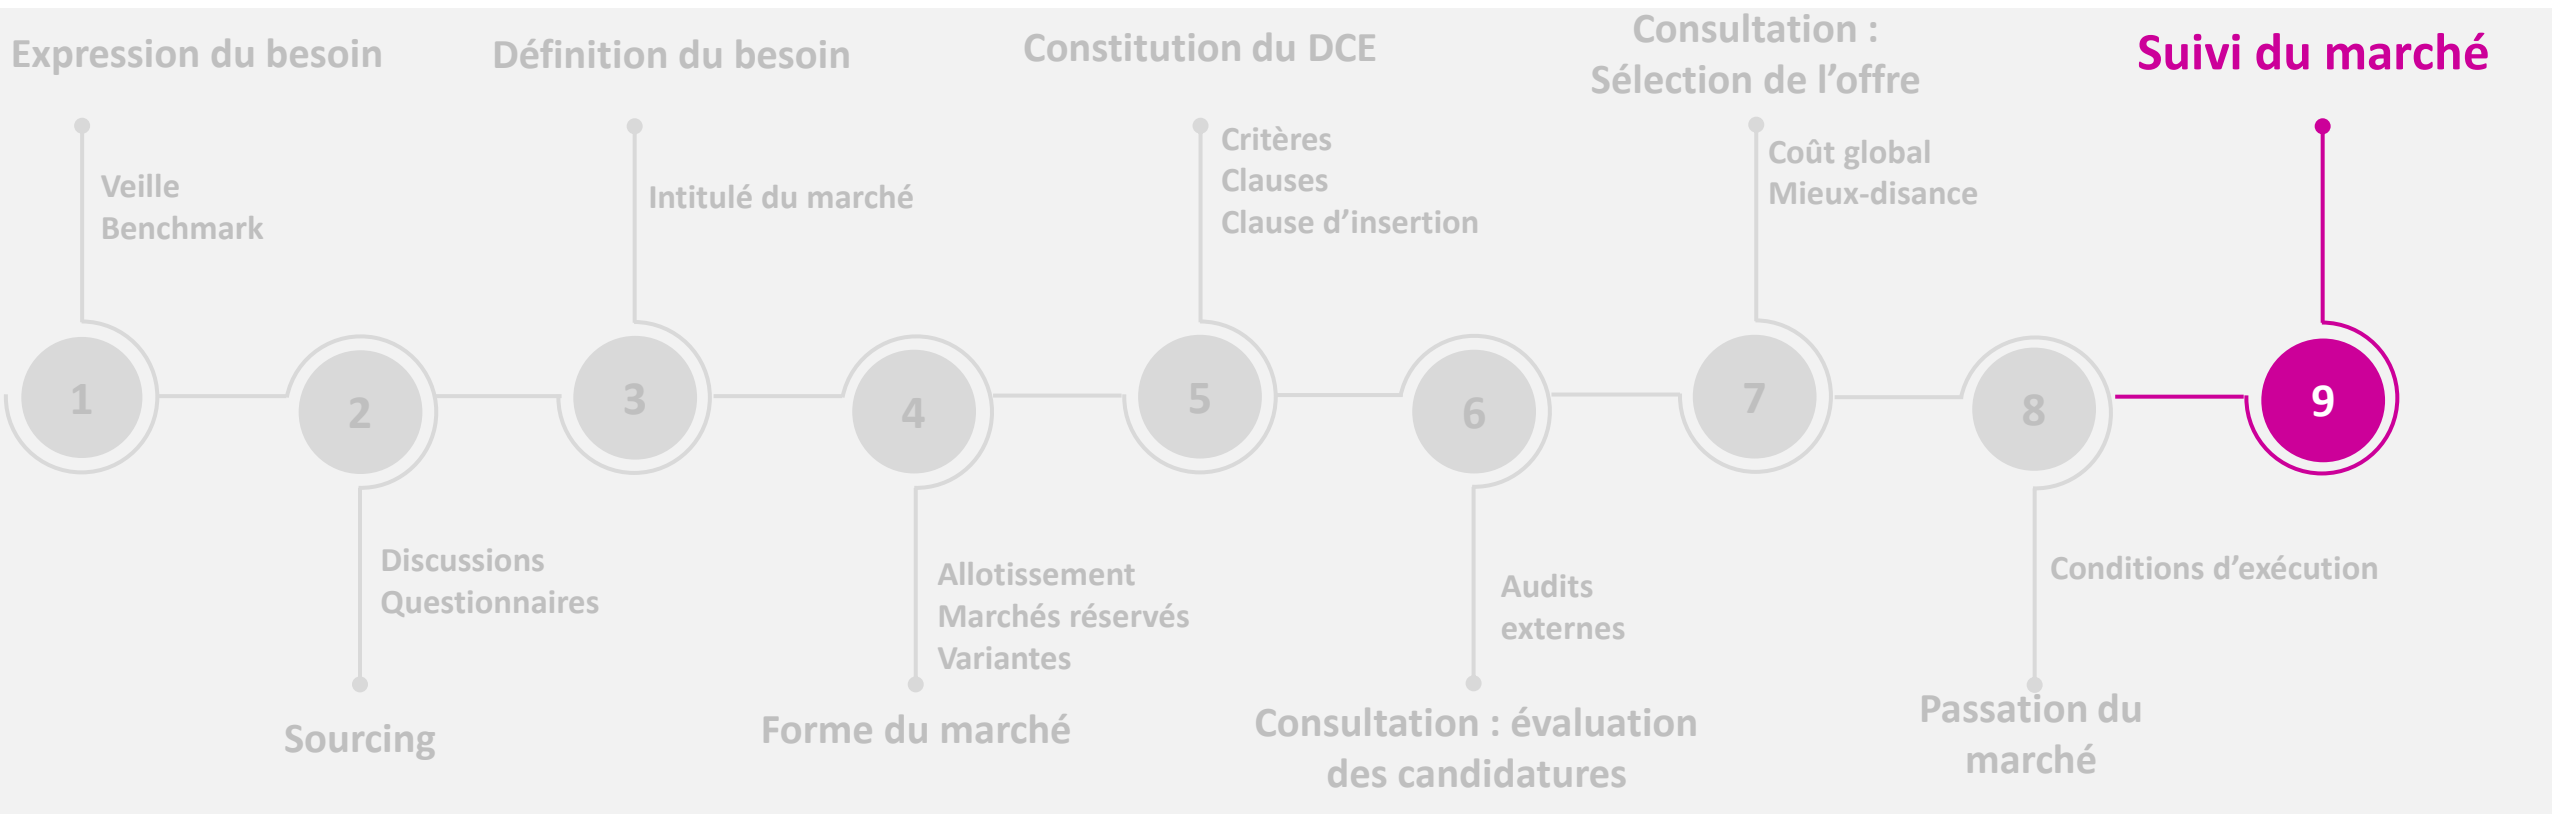 Expression du besoin
Veille
Benchmark
1
2
Discussions
Questionnaires
Sourcing
Définition du besoin
Intitulé du marché
3
4
Allotissement
Marchés réservés
Variantes
Forme du marché
Constitution du DCE
Critères
Clauses
Clause d’insertion
5
6
Audits
externes
Consultation : évaluation
des candidatures
Consultation :
Sélection de l’offre
Coût global
Mieux-disance
7
8
Conditions d’exécution
Passation du
marché
Suivi du marché
9